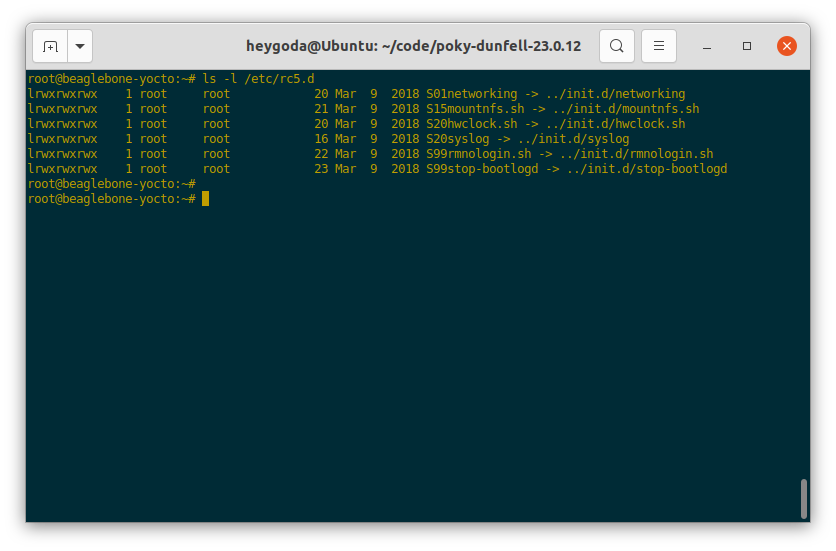 heygoda@Ubuntu: ~/code/poky-dunfell-23.0.12
root@beaglebone-yocto:~# ls -l /etc/rc5.d
lrwxrwxrwx    1 root     root            20 Mar  9  2018 S01networking -> ../init.d/networking
lrwxrwxrwx    1 root     root            21 Mar  9  2018 S15mountnfs.sh -> ../init.d/mountnfs.sh
lrwxrwxrwx    1 root     root            20 Mar  9  2018 S20hwclock.sh -> ../init.d/hwclock.sh
lrwxrwxrwx    1 root     root            16 Mar  9  2018 S20syslog -> ../init.d/syslog
lrwxrwxrwx    1 root     root            22 Mar  9  2018 S99rmnologin.sh -> ../init.d/rmnologin.sh
lrwxrwxrwx    1 root     root            23 Mar  9  2018 S99stop-bootlogd -> ../init.d/stop-bootlogd
root@beaglebone-yocto:~#
root@beaglebone-yocto:~#